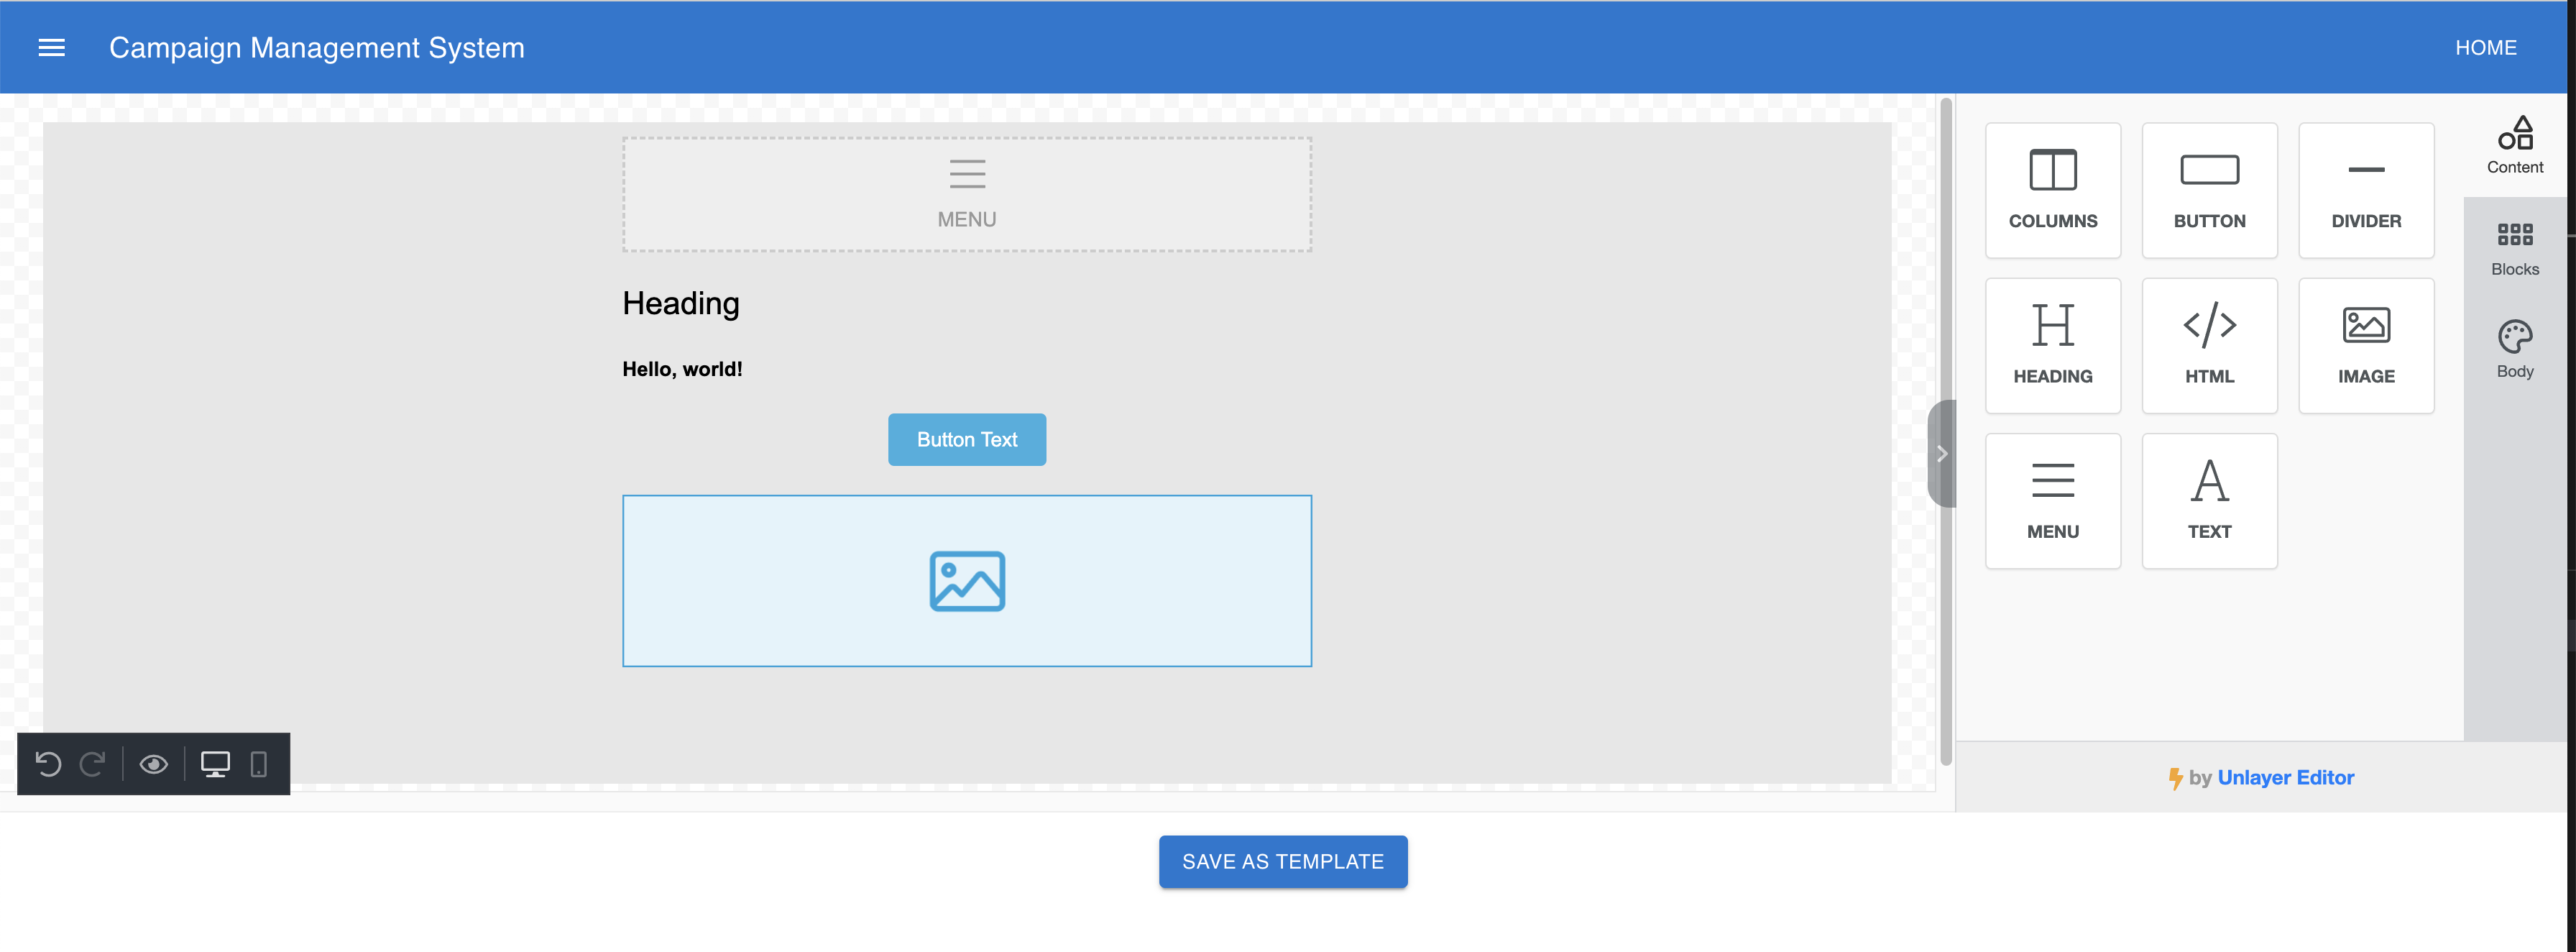 Campaign Management System
HOME
MENU
Heading
Hello, world!
Button Text
COLUMNS
BUTTON
DIVIDER
HEADING
HTML
IMAGE
MENU
TEXT
Content
Blocks
Body
by Unlayer Editor
SAVE AS TEMPLATE